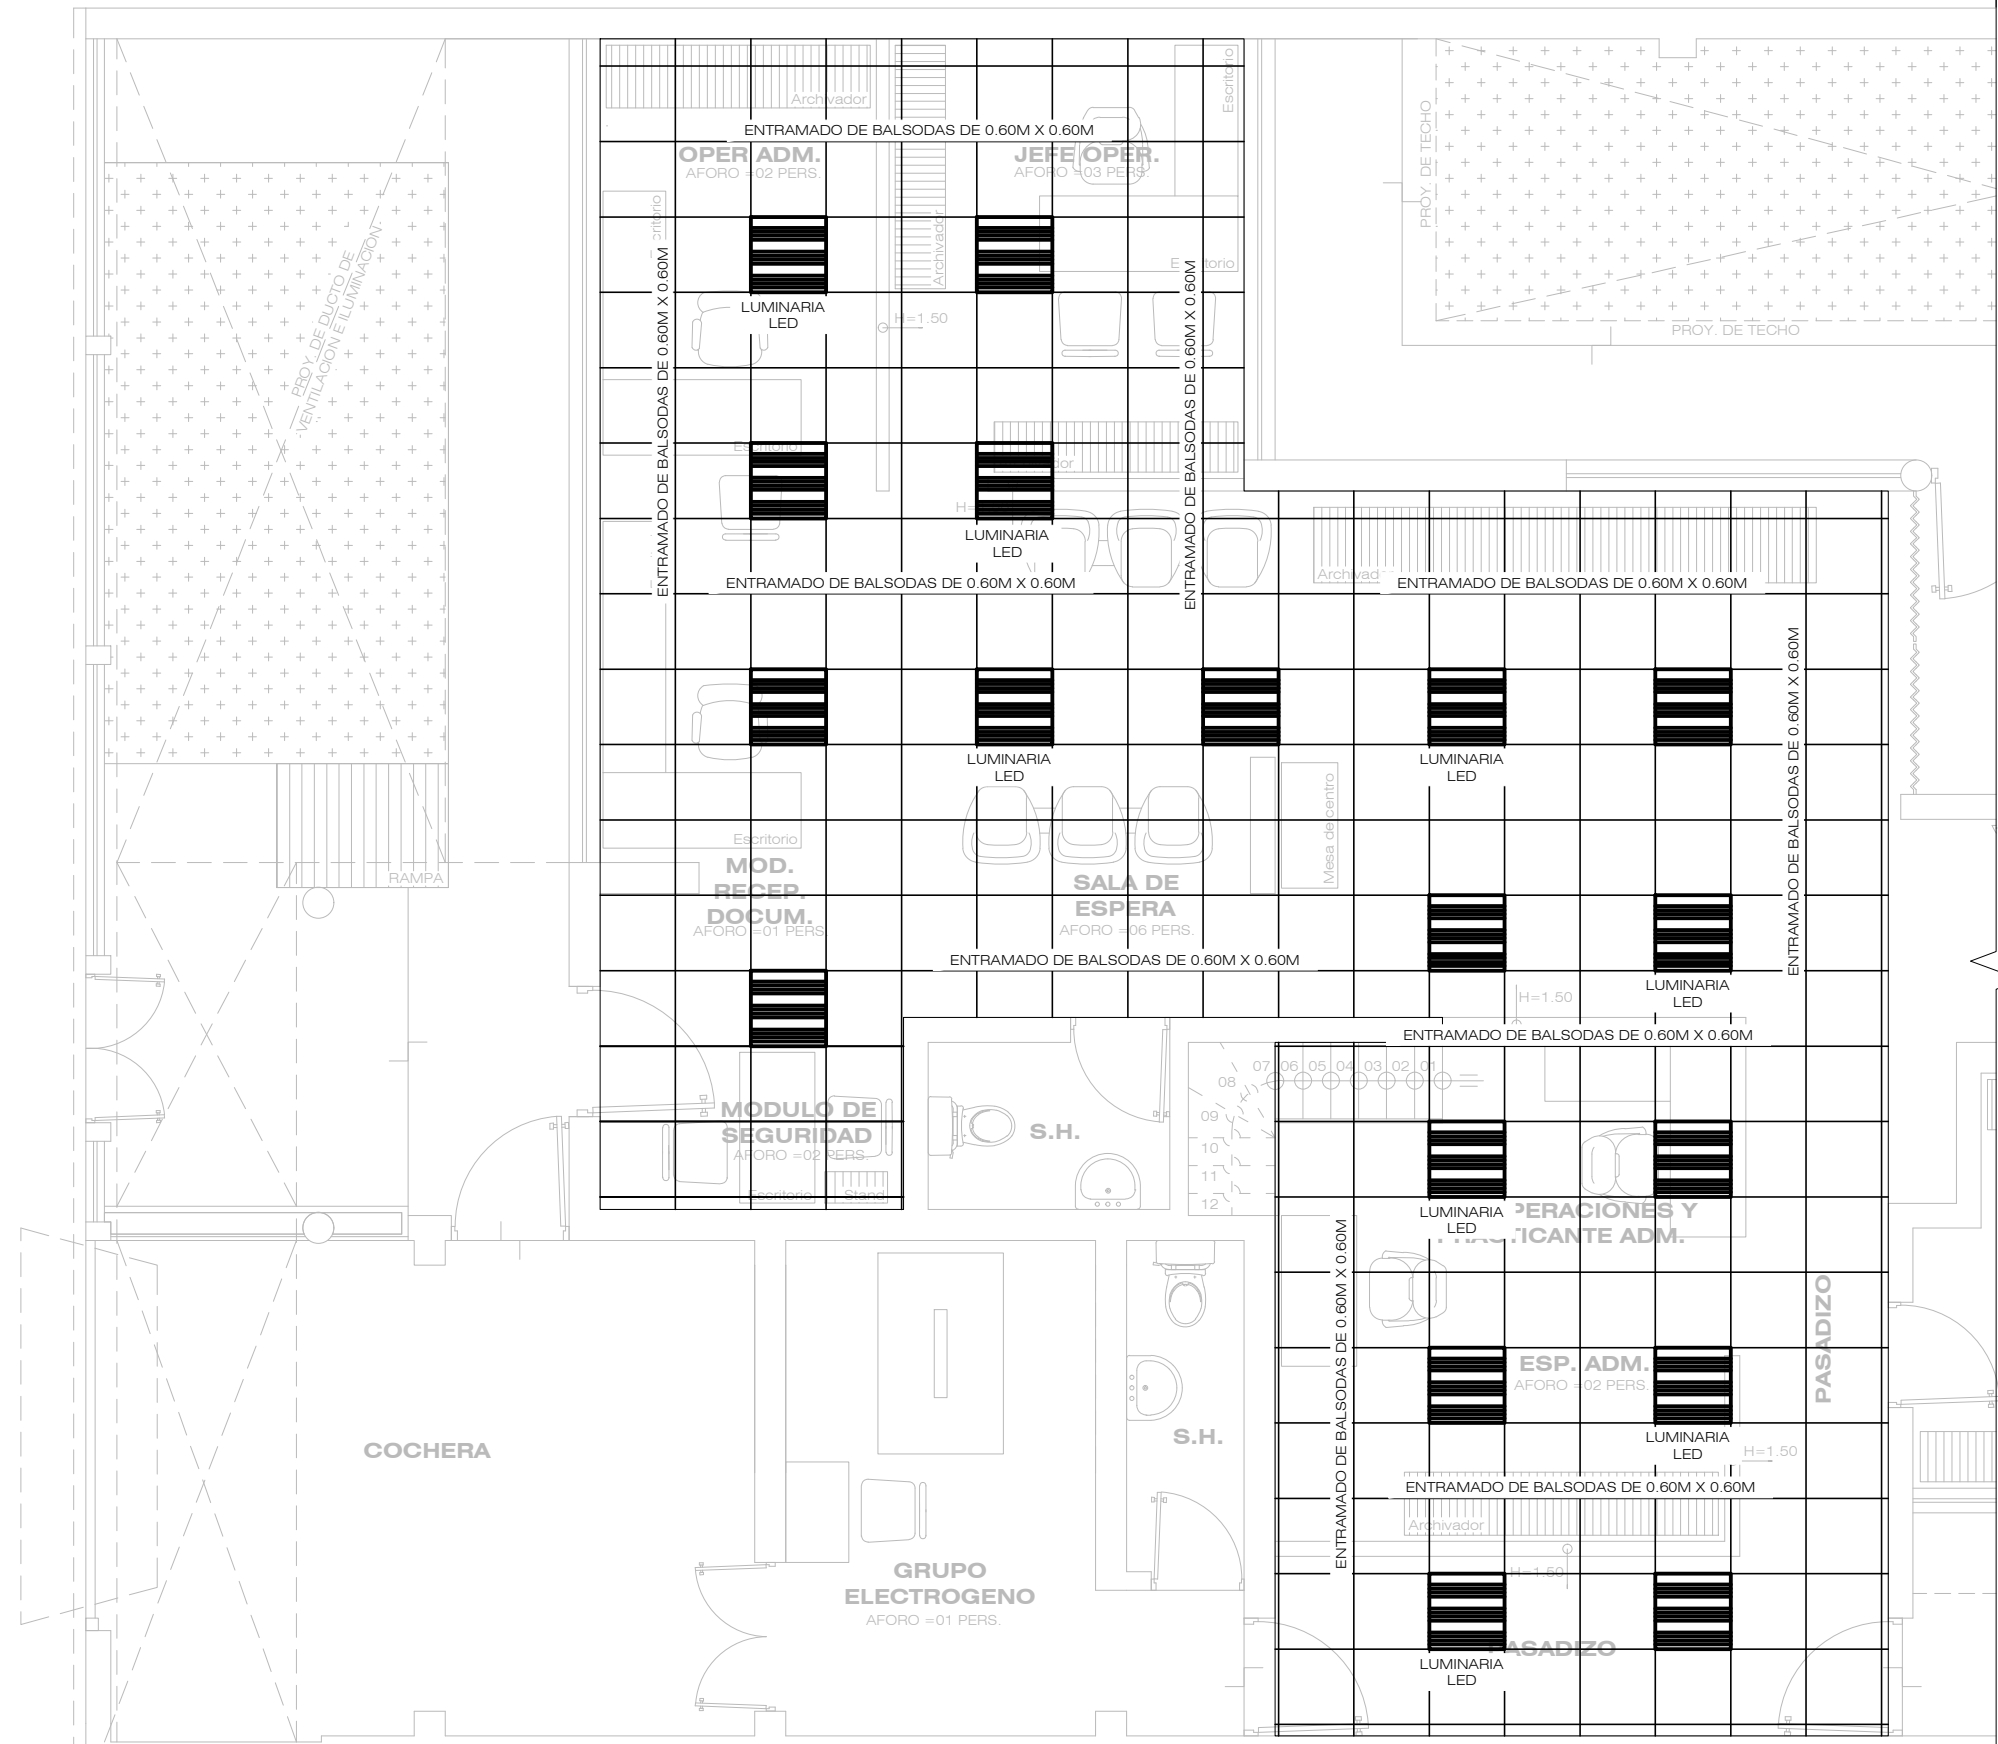 Archivador
Escritorio
ENTRAMADO DE BALSODAS DE 0.60M X 0.60M
OPER ADM.
AFORO =02 PERS.
JEFE OPER.
AFORO =03 PERS.
PROY. DE TECHO
PROY. DE TECHO
PROY. DE DUCTO DE
VENTILACION E ILUMINACION.
Archivador
ENTRAMADO DE BALSODAS DE 0.60M X 0.60M
ENTRAMADO DE BALSODAS DE 0.60M X 0.60M
LUMINARIA
LED
H=1.50
Escritorio
LUMINARIA
LED
ENTRAMADO DE BALSODAS DE 0.60M X 0.60M
ENTRAMADO DE BALSODAS DE 0.60M X 0.60M
ENTRAMADO DE BALSODAS DE 0.60M X 0.60M
LUMINARIA
LED
LUMINARIA
LED
Escritorio
Mesa de centro
RAMPA
MOD.
RECEP.
DOCUM.
AFORO =01 PERS.
SALA DE
ESPERA
AFORO =06 PERS.
ENTRAMADO DE BALSODAS DE 0.60M X 0.60M
LUMINARIA
LED
H=1.50
ENTRAMADO DE BALSODAS DE 0.60M X 0.60M
07 06 05 04 03 02 01
08
09
10
11
12
MODULO DE
SEGURIDAD
AFORO =02 PERS.
Escritorio
Stand
S.H.
LUMINARIA
LED
PERACIONES Y
TICANTE ADM.
ENTRAMADO DE BALSODAS DE 0.60M X 0.60M
PASADIZO
ESP. ADM.
AFORO =02 PERS.
COCHERA
S.H.
LUMINARIA
LED
H=1.50
ENTRAMADO DE BALSODAS DE 0.60M X 0.60M
Archivador
GRUPO
ELECTROGENO
AFORO =01 PERS.
H=1.50
PASADIZO
LUMINARIA
LED